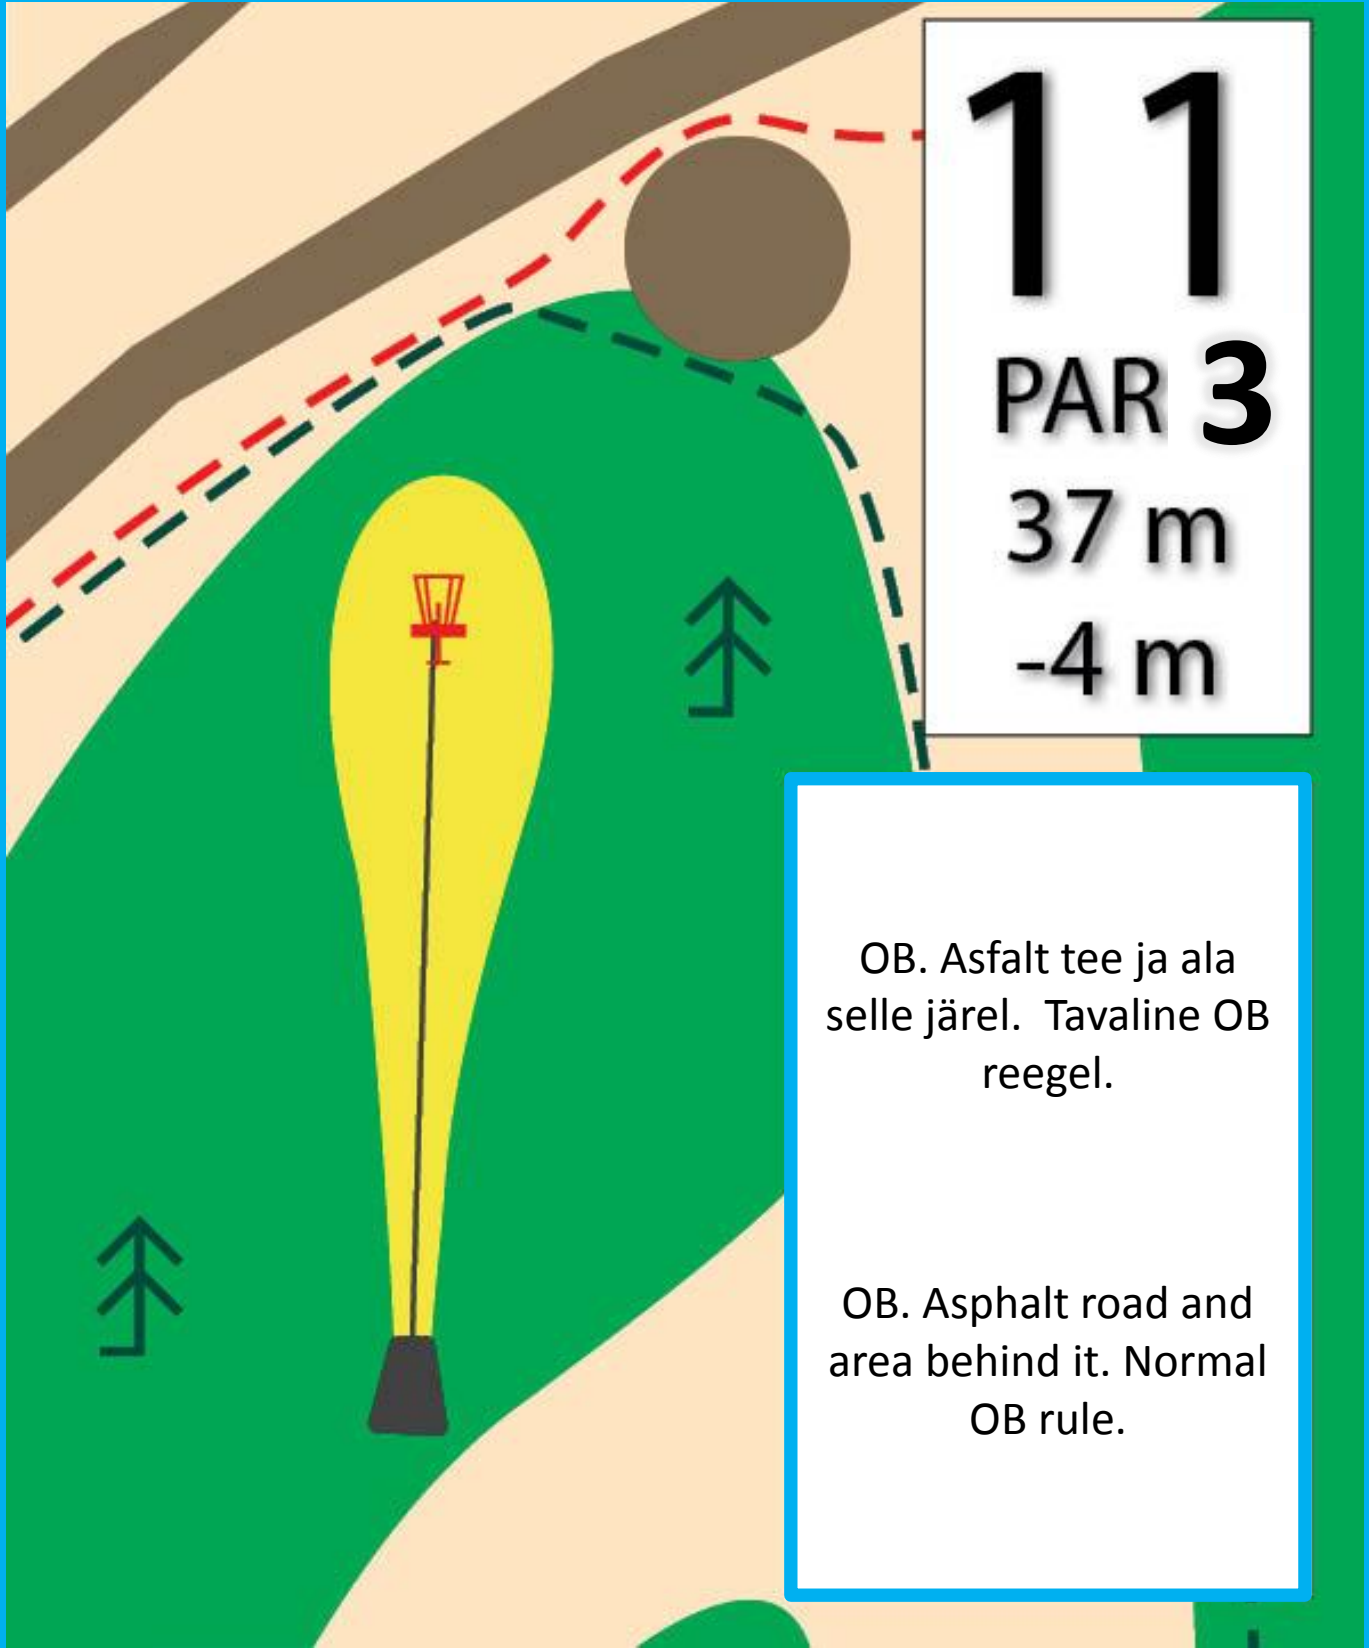 11
PAR 3
37 m
-4 m
OB. Asfalt tee ja ala
selle järel.  Tavaline OB
reegel.
OB. Asphalt road and
area behind it. Normal
OB rule.